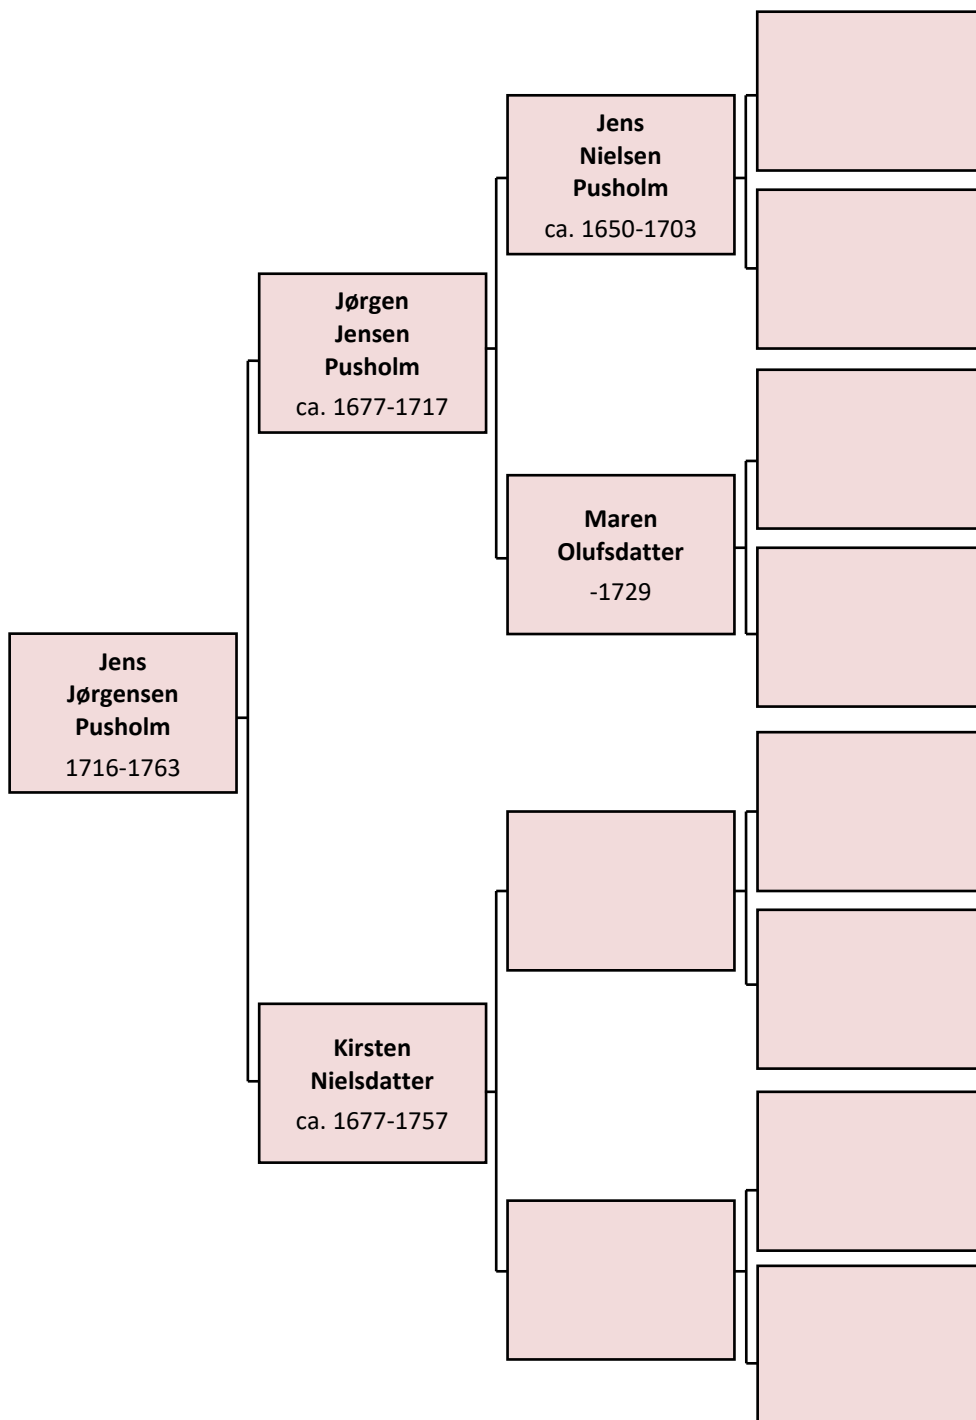 Jens
Nielsen
Pusholm
ca. 1650-1703
Jørgen
Jensen
Pusholm
ca. 1677-1717
Maren
Olufsdatter
-1729
Jens
Jørgensen
Pusholm
1716-1763
Kirsten
Nielsdatter
ca. 1677-1757